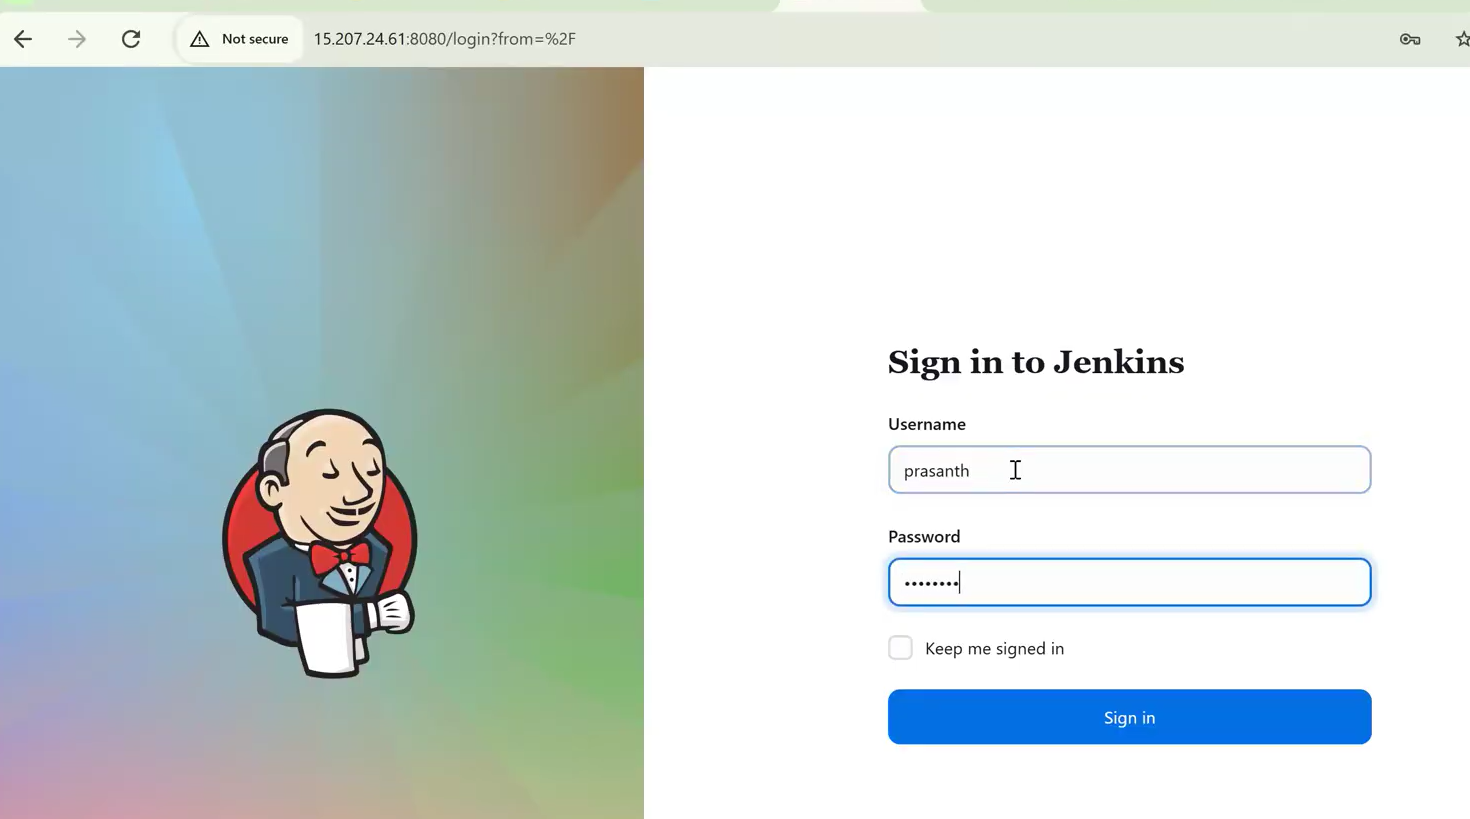 Not secure
15.207.24.61:8080/login?from=%2F
Sign in to Jenkins
Username
prasanth
Password
••••••••
Keep me signed in
Sign in